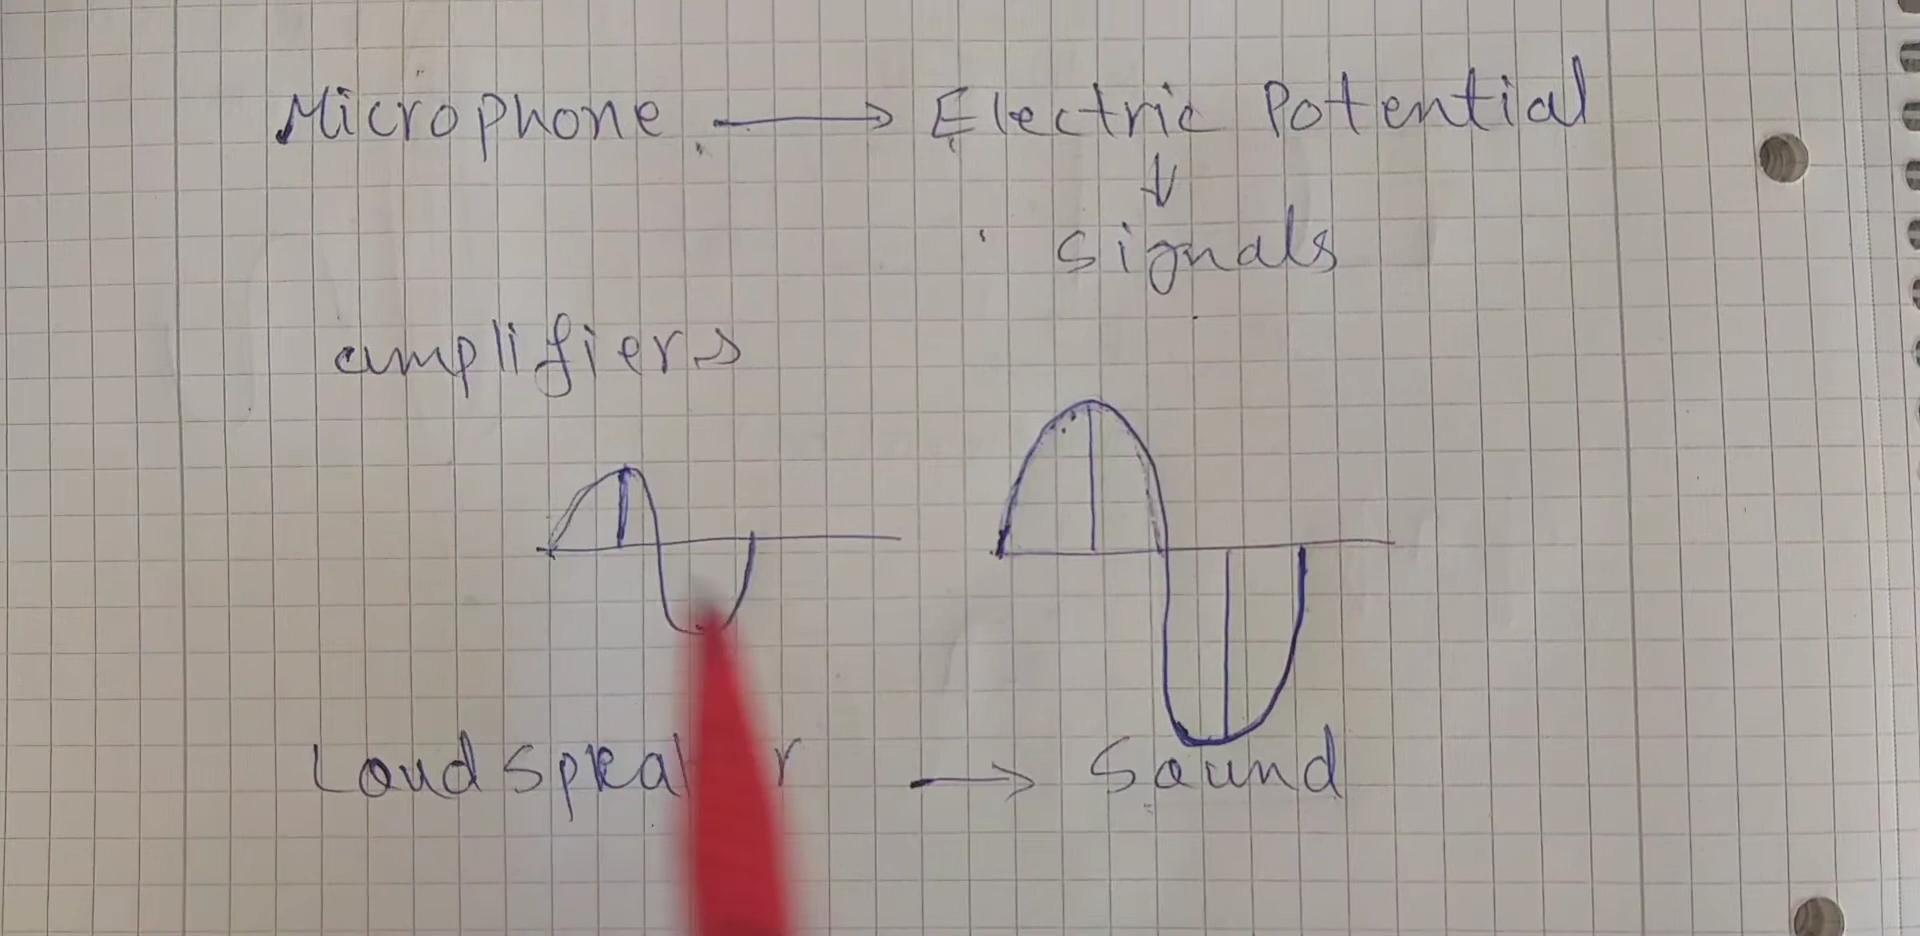 Microphone → Electric Potential
↓
signals
amplifiers
→ Sound